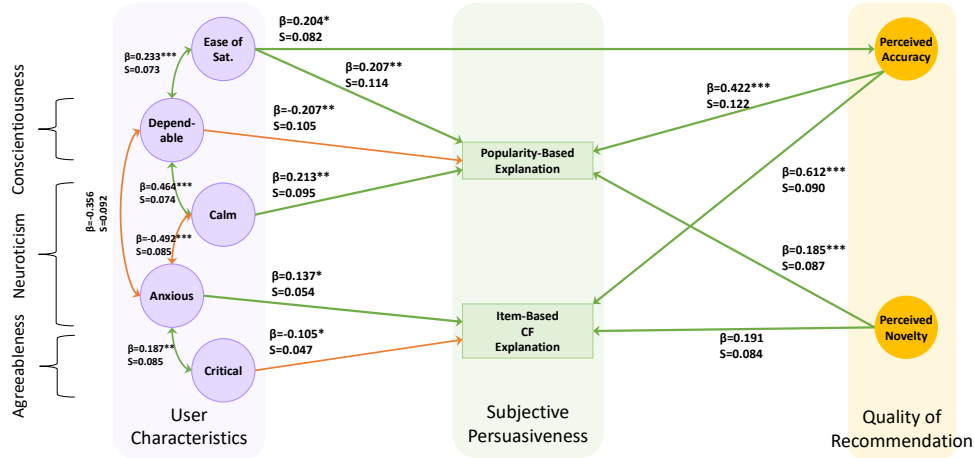 β=0.204*
S=0.082
Ease of
Sat.
Perceived
Accuracy
β=0.233***
S=0.073
β=0.207**
S=0.114
β=0.422***
S=0.122
Conscientiousness
Depend-
able
β=-0.207**
S=0.105
Popularity-Based
Explanation
β=0.612***
S=0.090
β=0.464***
S=0.074
β=0.213**
S=0.095
β=-0.356
S=0.092
Calm
Neuroticism
β=-0.492***
S=0.085
β=0.185***
S=0.087
Anxious
β=0.137*
S=0.054
Item-Based
CF
Explanation
Perceived
Novelty
Agreeableness
β=0.187**
S=0.085
β=-0.105*
S=0.047
β=0.191
S=0.084
Critical
User
Characteristics
Subjective
Persuasiveness
Quality of
Recommendation